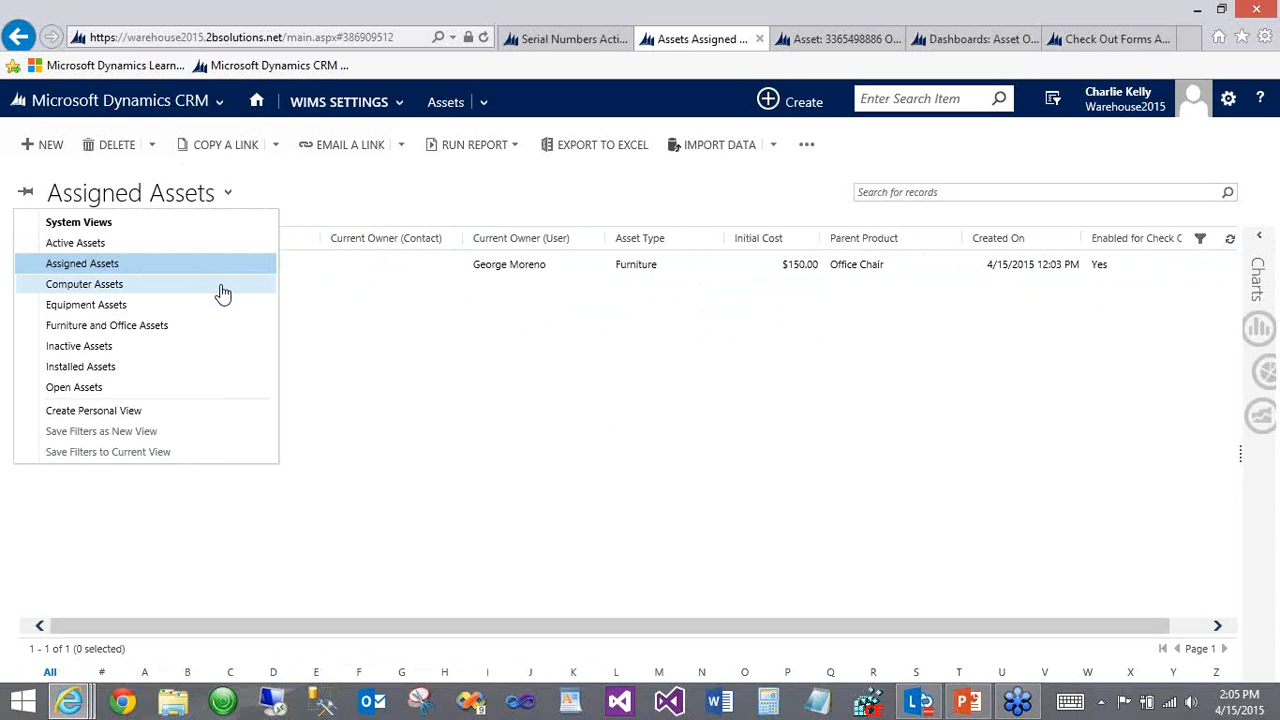 https://warehouse2015.2bsolutions.net/main.aspx#386909512
Serial Numbers Acti...
Assets Assigned ...
Asset: 3365498886 O...
Dashboards: Asset O...
Check Out Forms A...
Microsoft Dynamics Learn...
Microsoft Dynamics CRM ...
Microsoft Dynamics CRM
WIMS SETTINGS
Assets
Create
Enter Search Item
Charlie Kelly
Warehouse2015
?
+ NEW
DELETE
COPY A LINK
EMAIL A LINK
RUN REPORT
EXPORT TO EXCEL
IMPORT DATA
...
Assigned Assets
Search for records
System Views
Active Assets
Assigned Assets
Computer Assets
Equipment Assets
Furniture and Office Assets
Inactive Assets
Installed Assets
Open Assets
Create Personal View
Save Filters as New View
Save Filters to Current View
Current Owner (Contact) Current Owner (User) Asset Type Initial Cost Parent Product Created On Enabled for Check C
George Moreno Furniture $150.00 Office Chair 4/15/2015 12:03 PM Yes
Charts
1 - 1 of 1 (0 selected)
Page 1
All # A B C D E F G H I J K L M N O P Q R S T U V W X Y Z
2:05 PM
4/15/2015